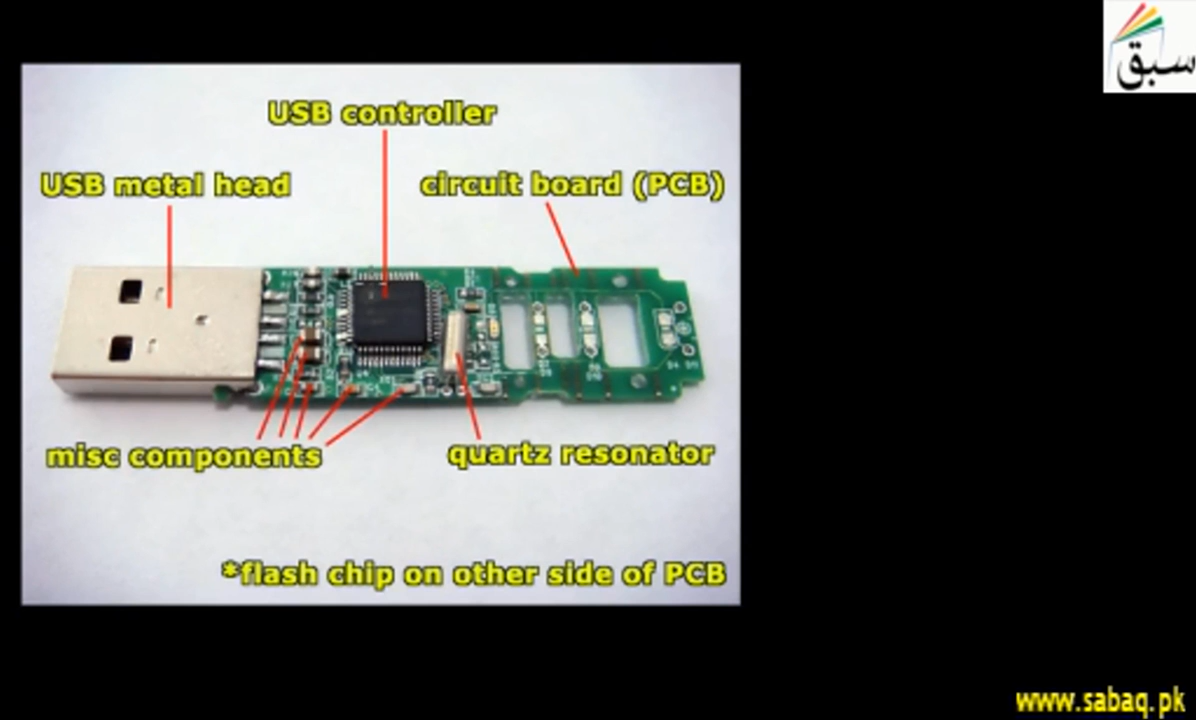 سبق
USB controller
USB metal head
circuit board (PCB)
misc components
quartz resonator
*flash chip on other side of PCB
www.sabaq.pk